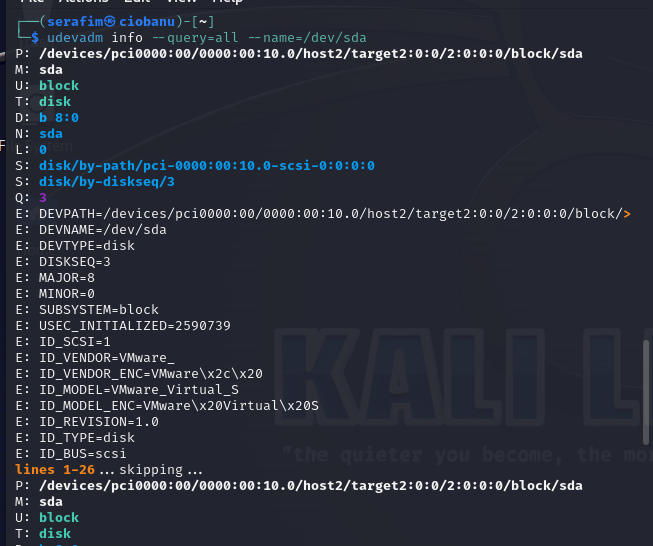 ┌──(serafim㉿ciobanu)-[~]
└─$ udevadm info --query=all --name=/dev/sda
P: /devices/pci0000:00/0000:00:10.0/host2/target2:0:0/2:0:0:0/block/sda
M: sda
U: block
T: disk
D: b 8:0
N: sda
L: 0
S: disk/by-path/pci-0000:00:10.0-scsi-0:0:0:0
S: disk/by-diskseq/3
Q: 3
E: DEVPATH=/devices/pci0000:00/0000:00:10.0/host2/target2:0:0/2:0:0:0/block/>
E: DEVNAME=/dev/sda
E: DEVTYPE=disk
E: DISKSEQ=3
E: MAJOR=8
E: MINOR=0
E: SUBSYSTEM=block
E: USEC_INITIALIZED=2590739
E: ID_SCSI=1
E: ID_VENDOR=VMware_
E: ID_VENDOR_ENC=VMware\x2c\x20
E: ID_MODEL=VMware_Virtual_S
E: ID_MODEL_ENC=VMware\x20Virtual\x20S
E: ID_REVISION=1.0
E: ID_TYPE=disk
E: ID_BUS=scsi
lines 1-26...skipping...
P: /devices/pci0000:00/0000:00:10.0/host2/target2:0:0/2:0:0:0/block/sda
M: sda
U: block
T: disk
KALI L
"the quieter you become, the mo